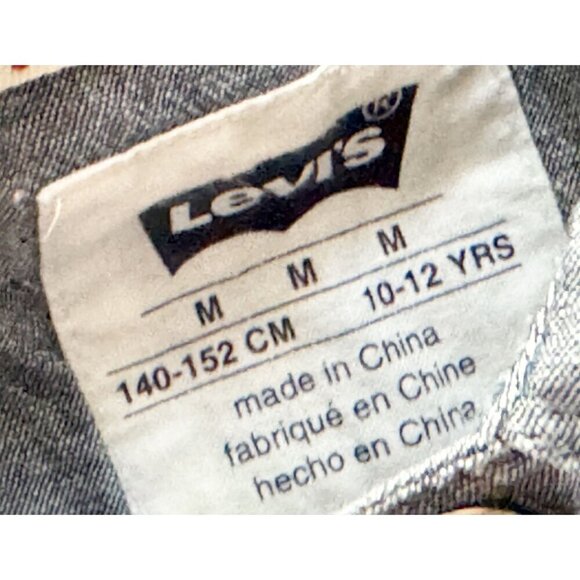 Levi's ®
M M M
140-152 CM 10-12 YRS
made in China
fabriqué en Chine
hecho en China